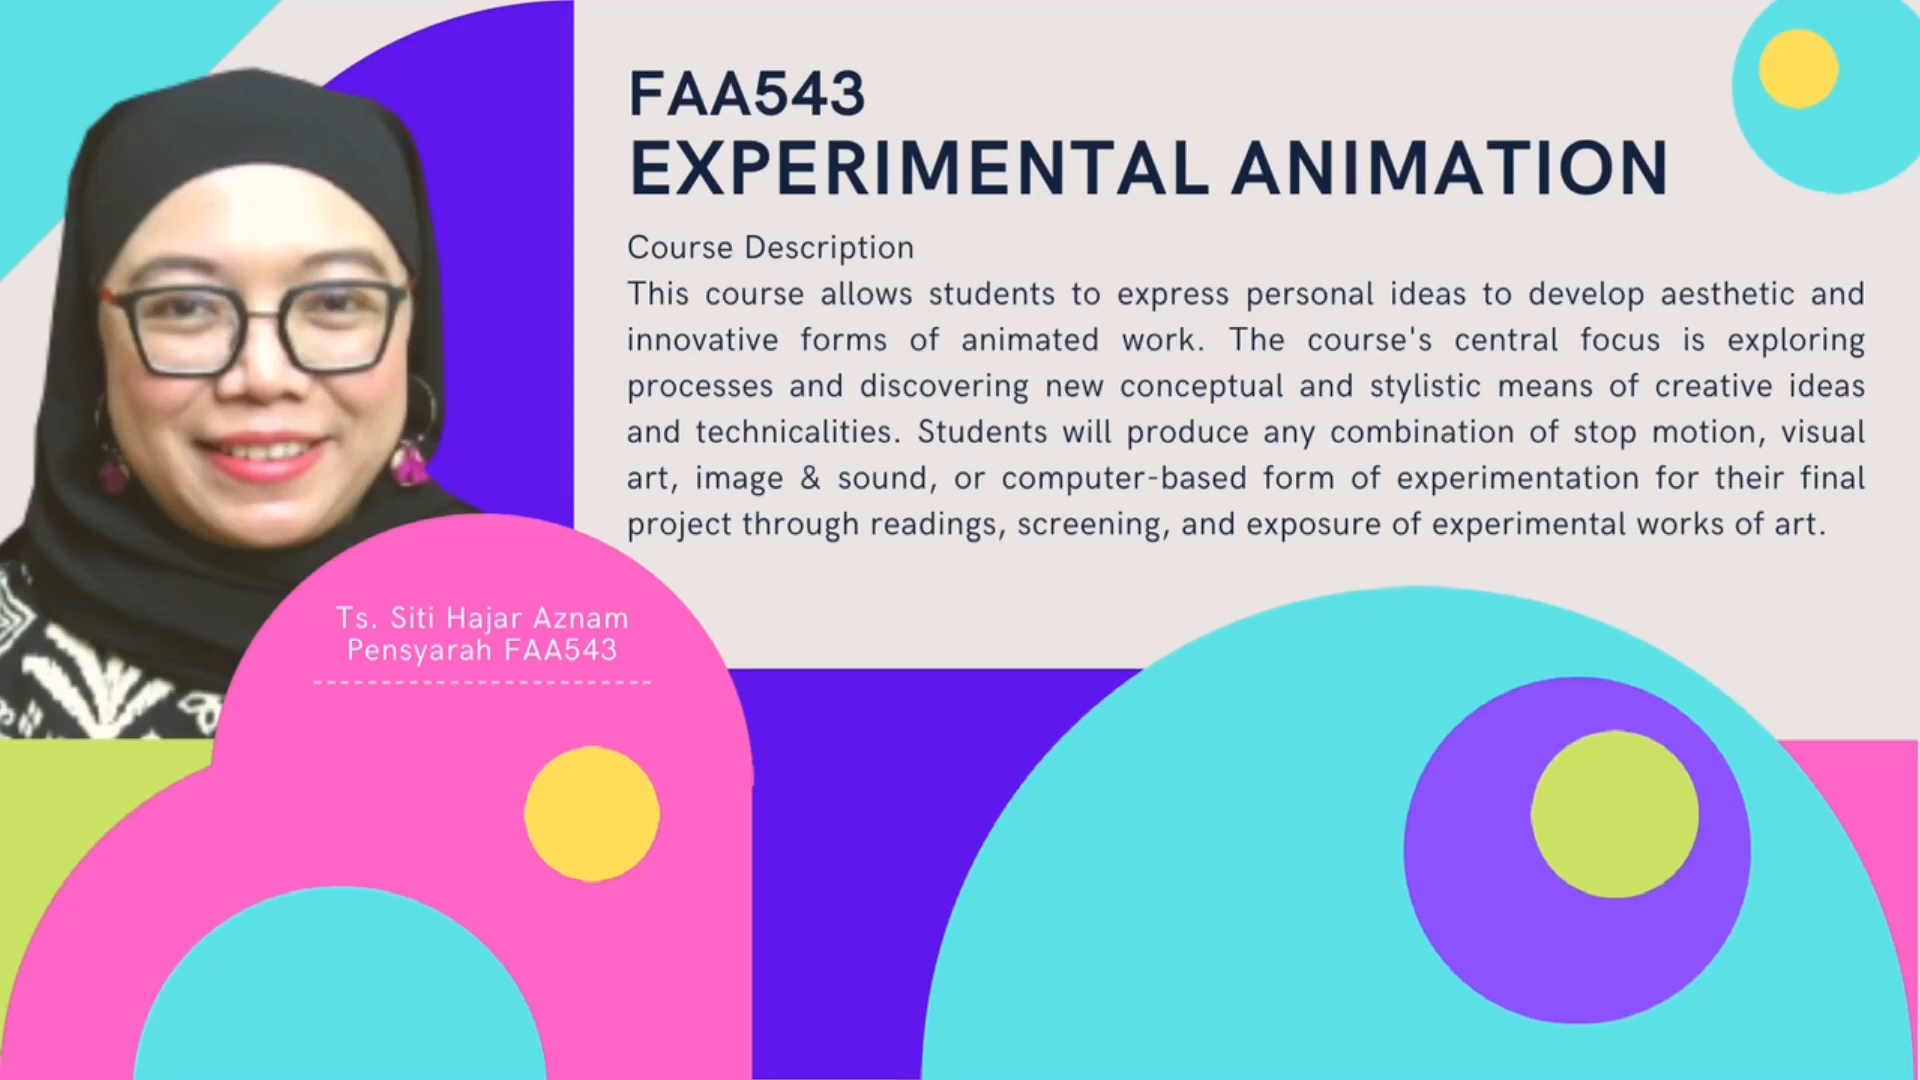 FAA543
EXPERIMENTAL ANIMATION
Course Description
This course allows students to express personal ideas to develop aesthetic and
innovative forms of animated work. The course's central focus is exploring
processes and discovering new conceptual and stylistic means of creative ideas
and technicalities. Students will produce any combination of stop motion, visual
art, image & sound, or computer-based form of experimentation for their final
project through readings, screening, and exposure of experimental works of art.
Ts. Siti Hajar Aznam
Pensyarah FAA543